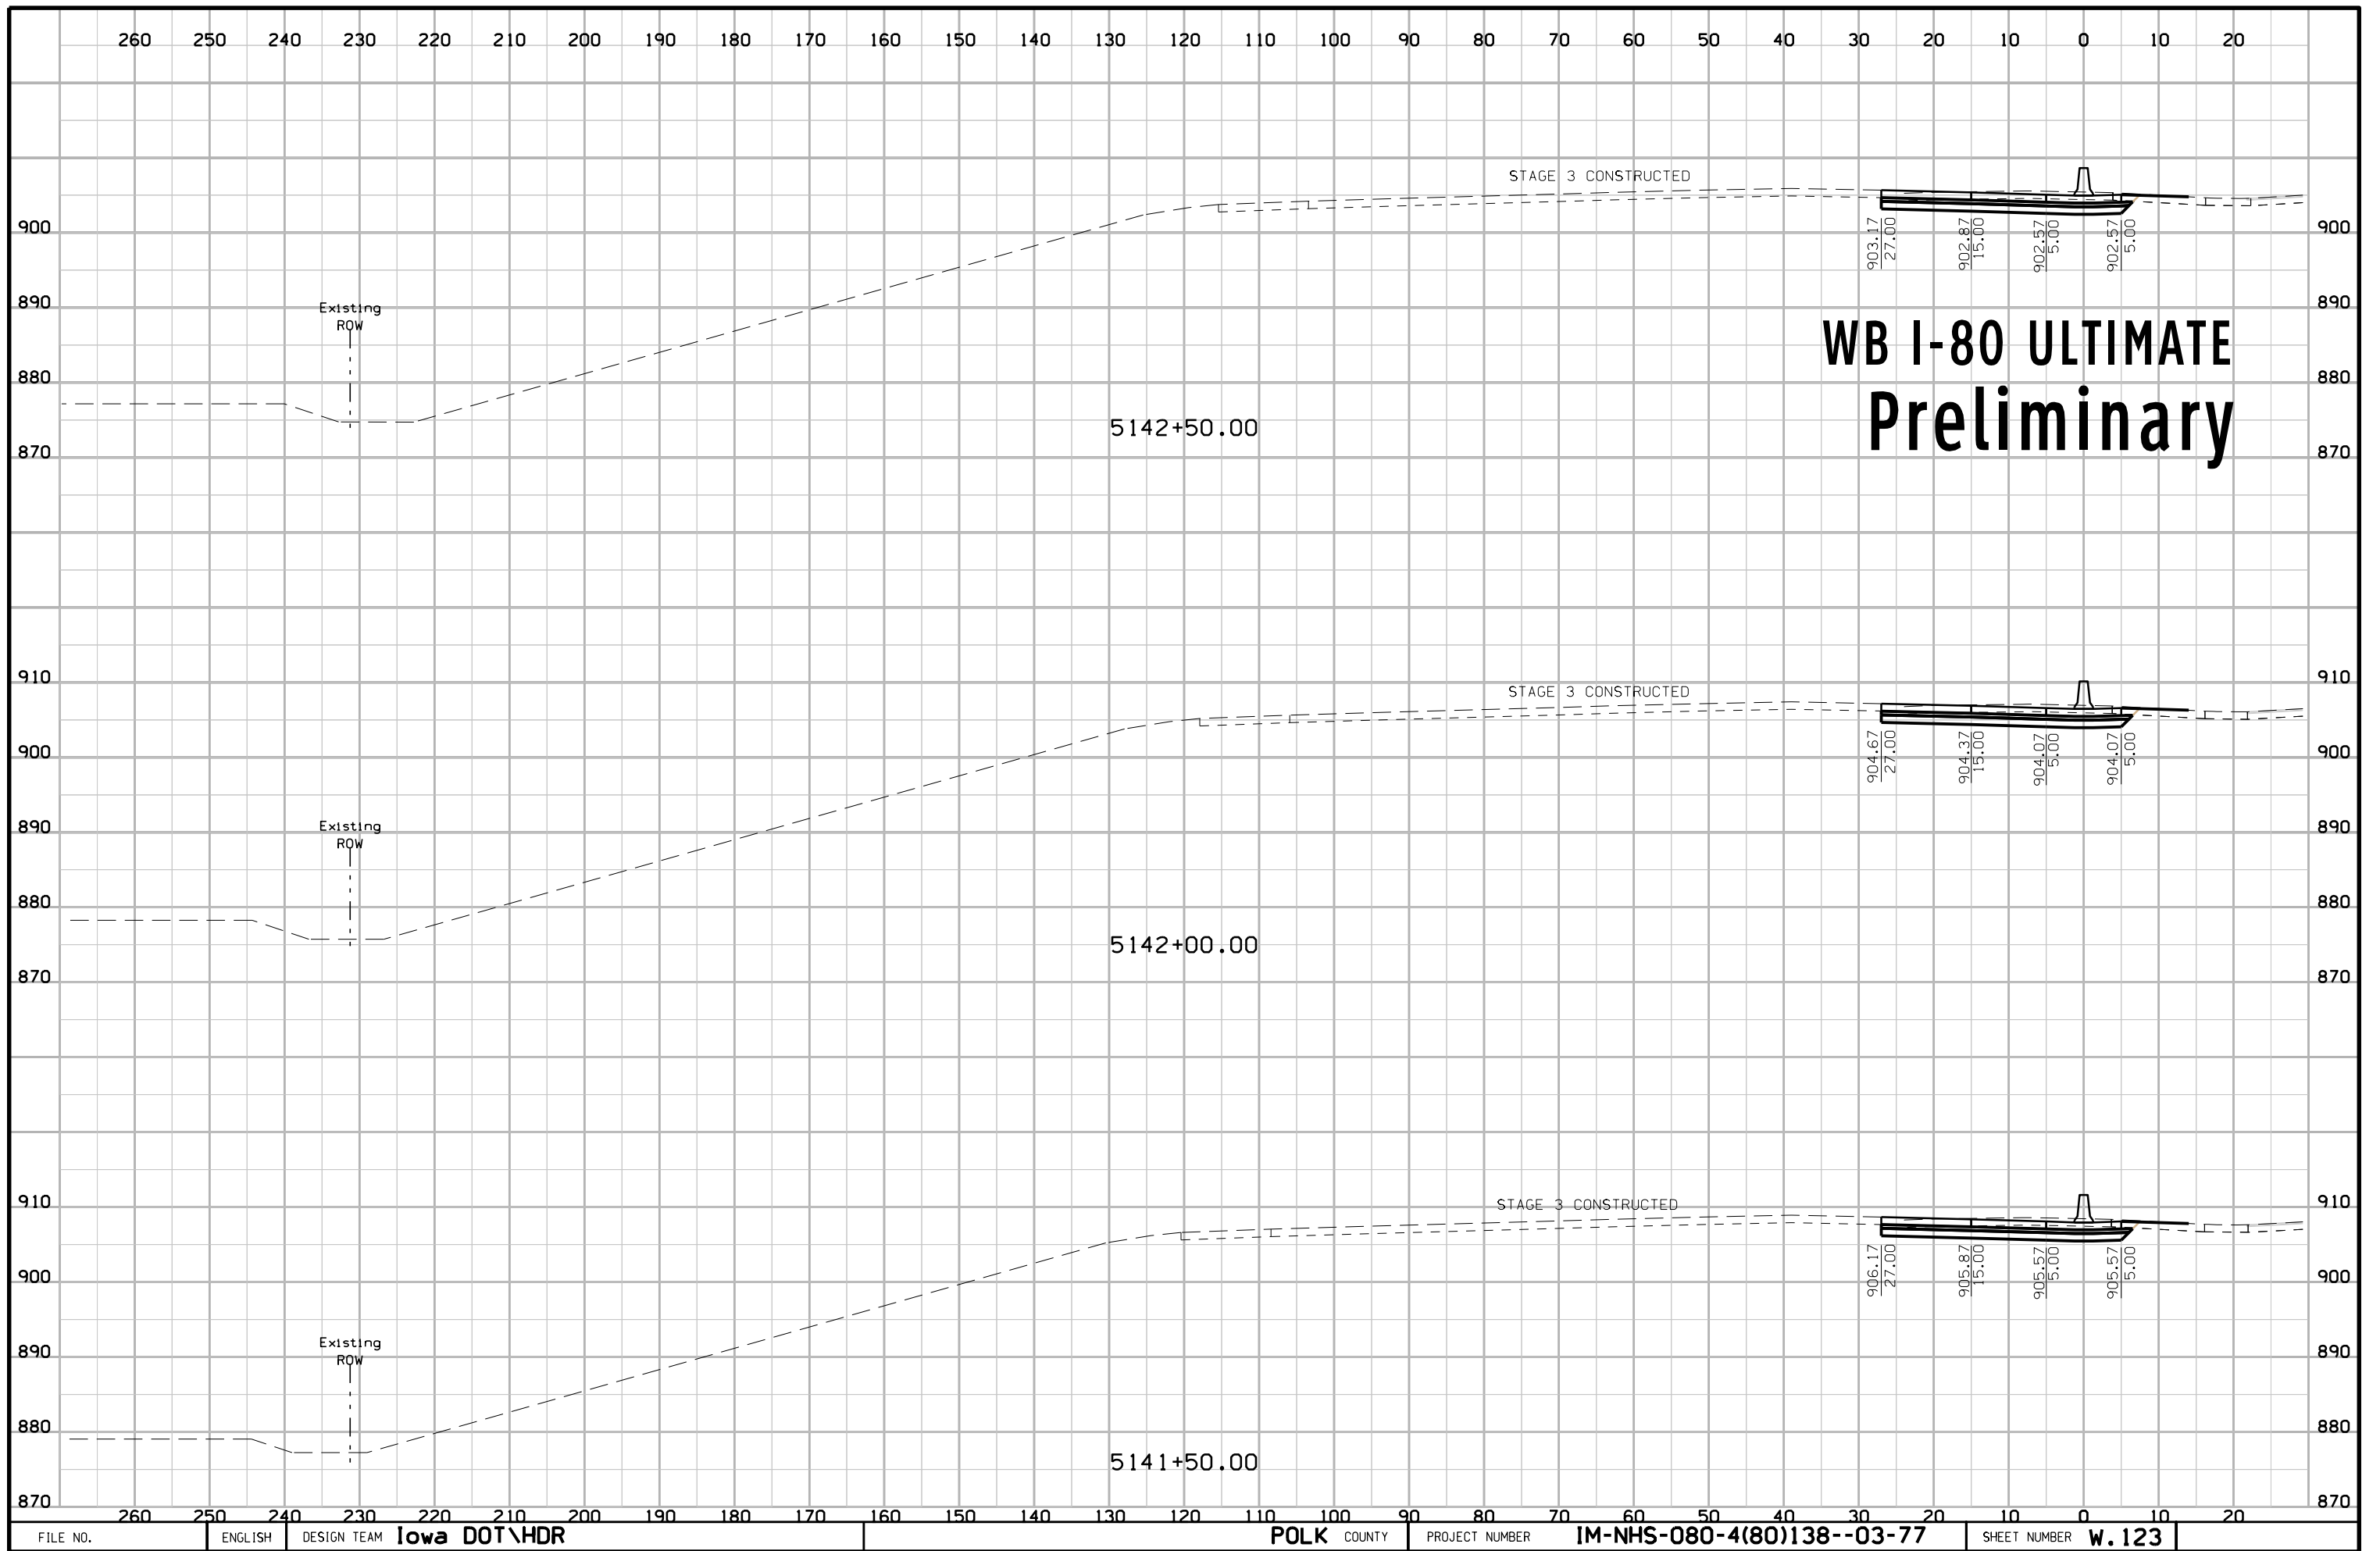 260 250 240 230 220 210 200 190 180 170 160 150 140 130 120 110 100 90 80 70 60 50 40 30 20 10 0 10 20
STAGE 3 CONSTRUCTED
900 900
903.17 902.87 902.57 902.57
27.00 15.00 5.00 5.00
890 890
Existing
ROW
WB I-80 ULTIMATE
880 880
Preliminary
5142+50.00
870 870
910 910
STAGE 3 CONSTRUCTED
900 900
904.67 904.37 904.07 904.07
27.00 15.00 5.00 5.00
890 890
Existing
ROW
880 880
5142+00.00
870 870
910 910
STAGE 3 CONSTRUCTED
900 900
906.17 905.87 905.57 905.57
27.00 15.00 5.00 5.00
890 890
Existing
ROW
880 880
5141+50.00
870 870
260 250 240 230 220 210 200 190 180 170 160 150 140 130 120 110 100 90 80 70 60 50 40 30 20 10 0 10 20
FILE NO. ENGLISH DESIGN TEAM Iowa DOT\HDR POLK COUNTY PROJECT NUMBER IM-NHS-080-4(80)138--03-77 SHEET NUMBER W.123